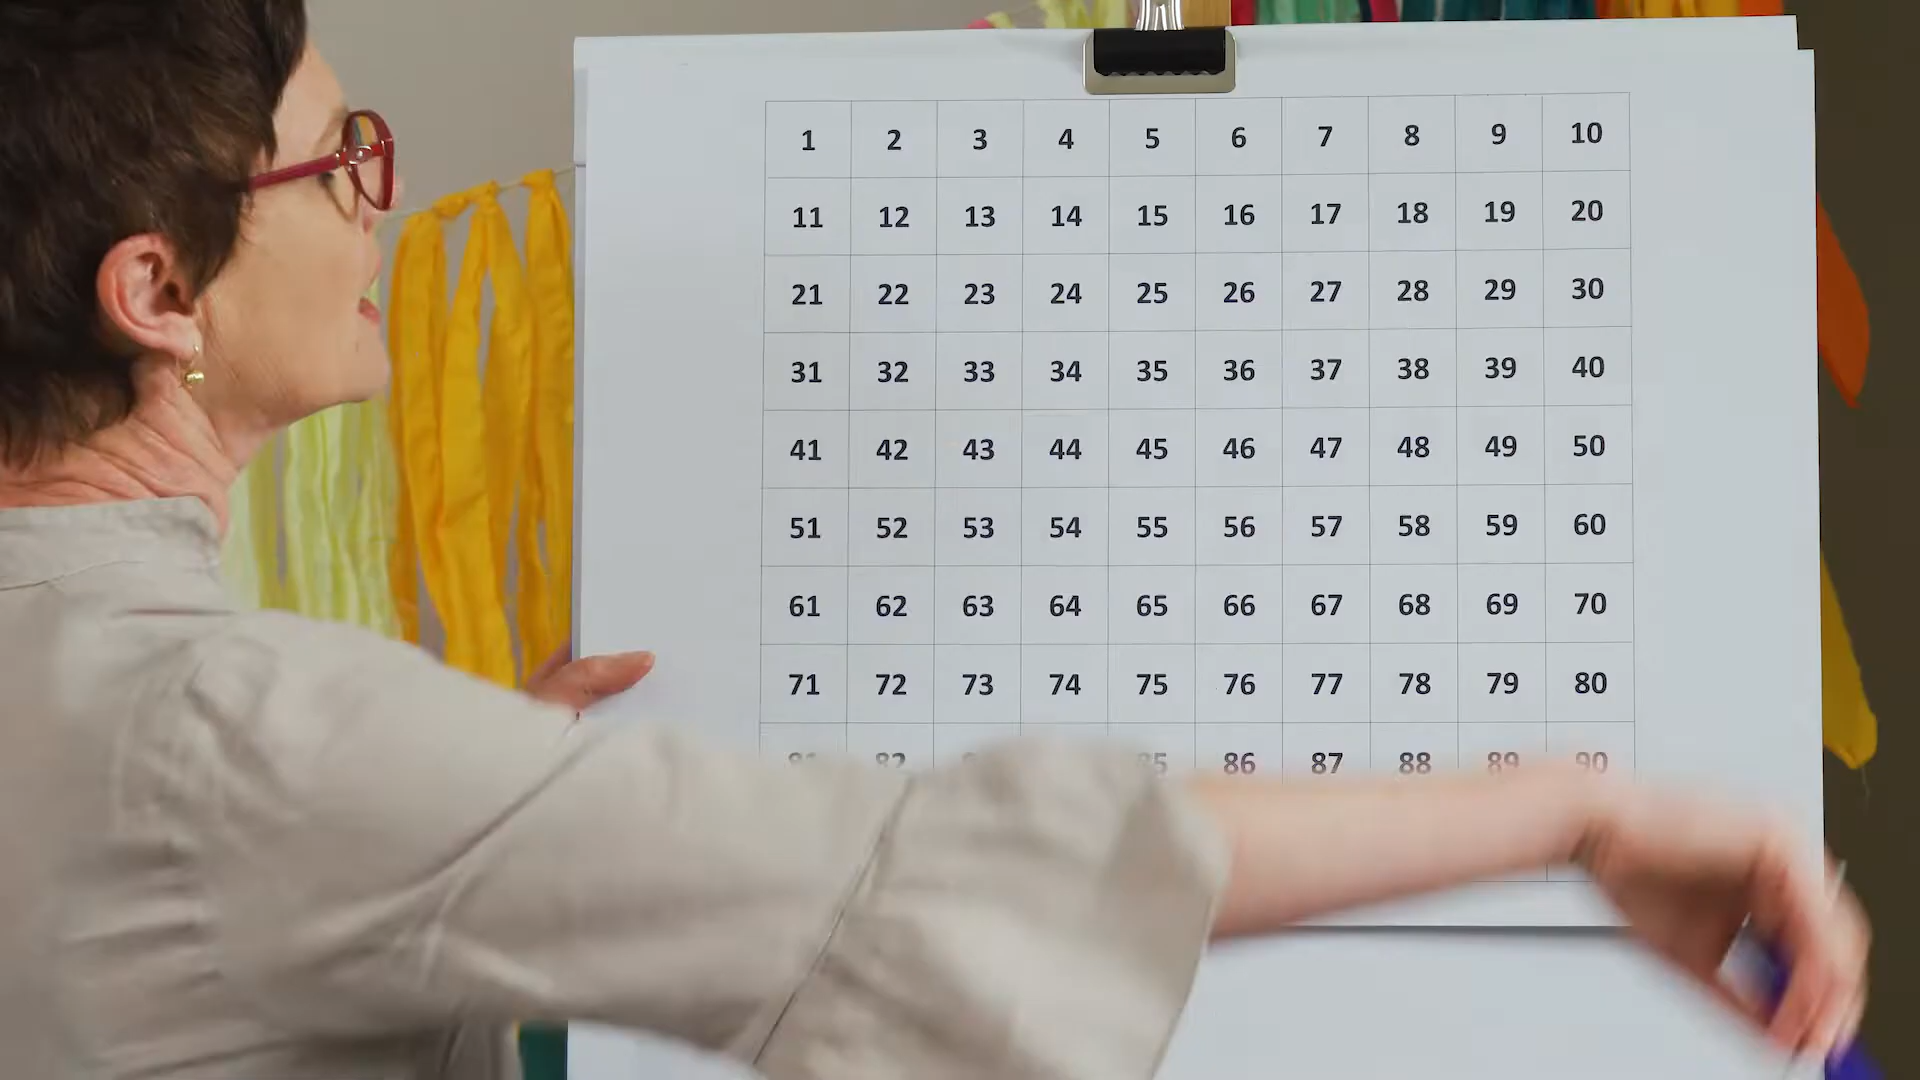 1 2 3 4 5 6 7 8 9 10
11 12 13 14 15 16 17 18 19 20
21 22 23 24 25 26 27 28 29 30
31 32 33 34 35 36 37 38 39 40
41 42 43 44 45 46 47 48 49 50
51 52 53 54 55 56 57 58 59 60
61 62 63 64 65 66 67 68 69 70
71 72 73 74 75 76 77 78 79 80
82 85 86 87 88 89 90